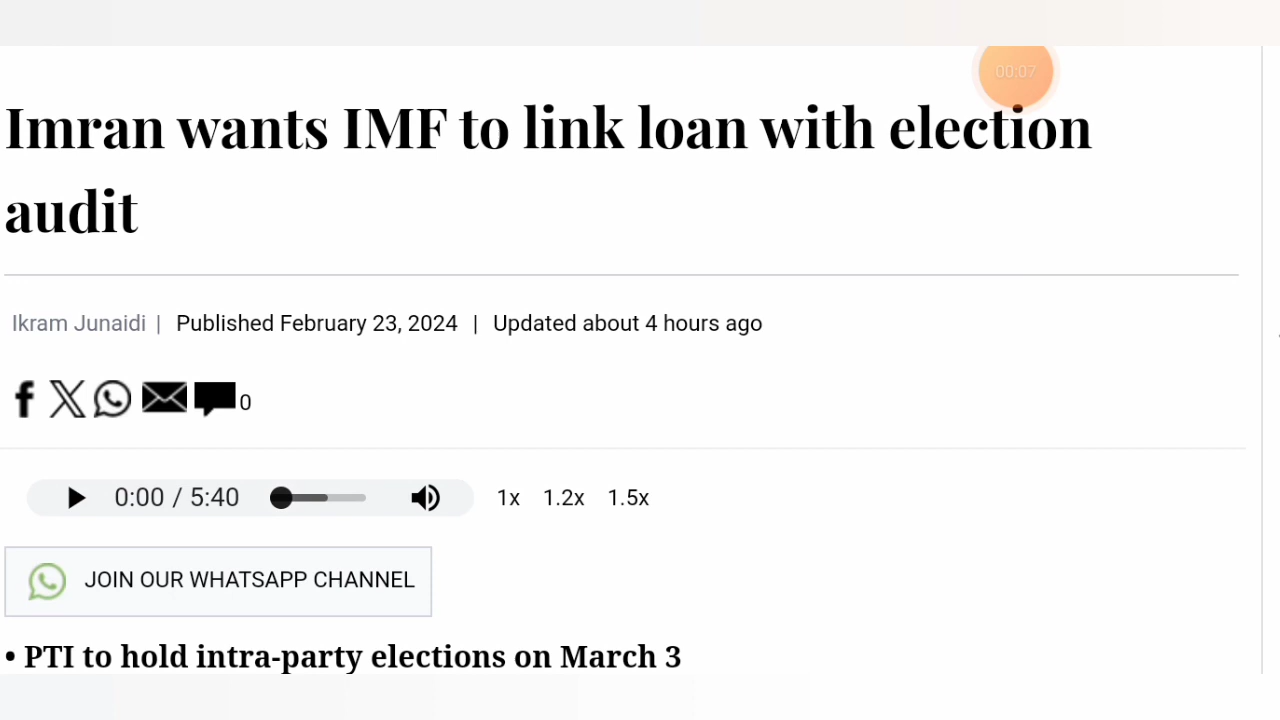 00:07
Imran wants IMF to link loan with election
audit
Ikram Junaidi | Published February 23, 2024 | Updated about 4 hours ago
0
0:00 / 5:40 1x 1.2x 1.5x
JOIN OUR WHATSAPP CHANNEL
• PTI to hold intra-party elections on March 3